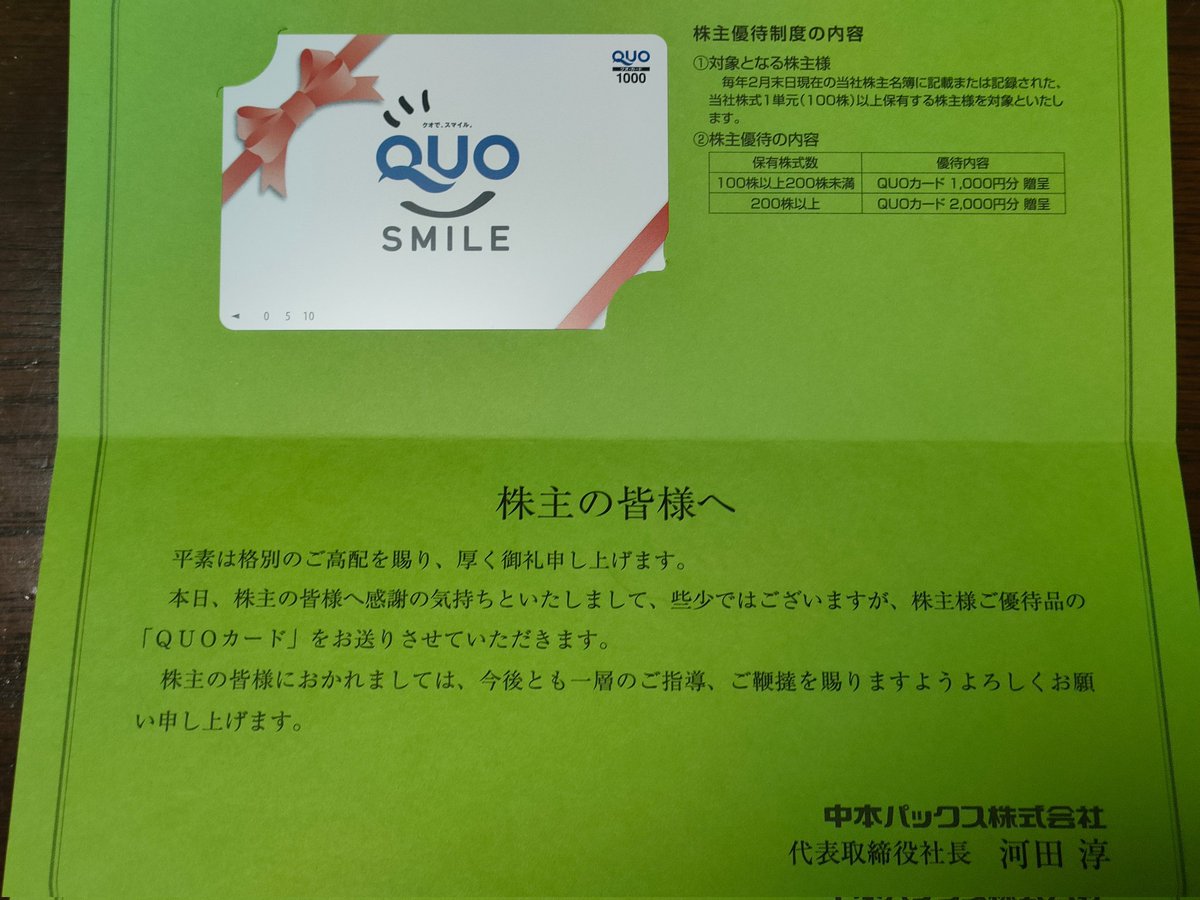 QUO
クオ・カード
1000
クオで、スマイル。
QUO
SMILE
◄ 0 5 10
株主優待制度の内容
①対象となる株主様
毎年2月末日現在の当社株主名簿に記載または記録された、
当社株式1単元(100株)以上保有する株主様を対象といたし
ます。
②株主優待の内容
保有株式数 優待内容
100株以上200株未満 QUOカード 1,000円分 贈呈
200株以上 QUOカード 2,000円分 贈呈
株主の皆様へ
平素は格別のご高配を賜り、厚く御礼申し上げます。
本日、株主の皆様へ感謝の気持ちといたしまして、些少ではございますが、株主様ご優待品の
「QUOカード」をお送りさせていただきます。
株主の皆様におかれましては、今後とも一層のご指導、ご鞭撻を賜りますようよろしくお願
い申し上げます。
中本パックス株式会社
代表取締役社長 河田 淳